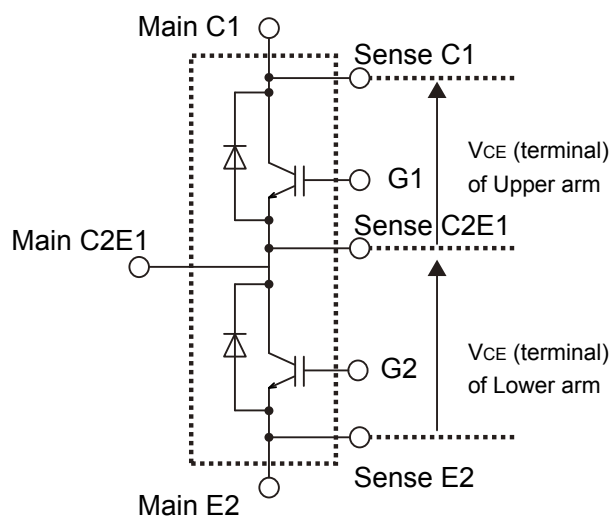 Main C1
Sense C1
VCE (terminal)
of Upper arm
G1
Sense C2E1
Main C2E1
VCE (terminal)
of Lower arm
G2
Sense E2
Main E2